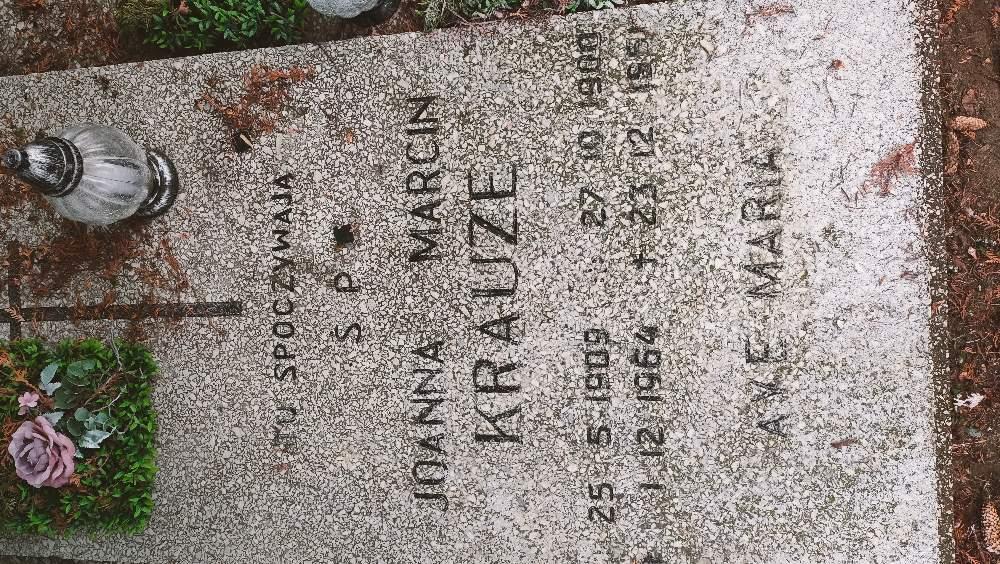 TU SPOCZYWAJĄ
Ś P
JOANNA MARCIN
KRAUZE
25 5 1909 27 10 1900
1 12 1964 + 23 12 1951
AVE MARIA